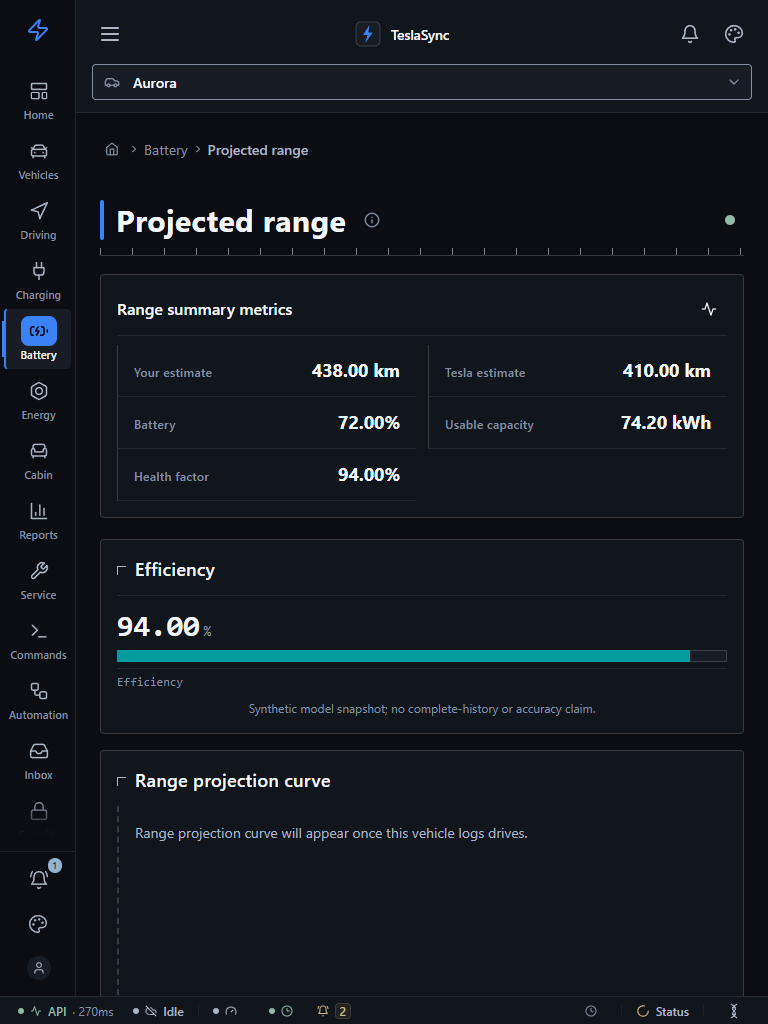 TeslaSync
Aurora
Home
Vehicles
Driving
Charging
Battery
Energy
Cabin
Reports
Service
Commands
Automation
Inbox
1
Battery > Projected range
Projected range
Range summary metrics
Your estimate 438.00 km
Tesla estimate 410.00 km
Battery 72.00%
Usable capacity 74.20 kWh
Health factor 94.00%
Efficiency
94.00 %
Efficiency
Synthetic model snapshot; no complete-history or accuracy claim.
Range projection curve
Range projection curve will appear once this vehicle logs drives.
API · 270ms Idle 2 Status